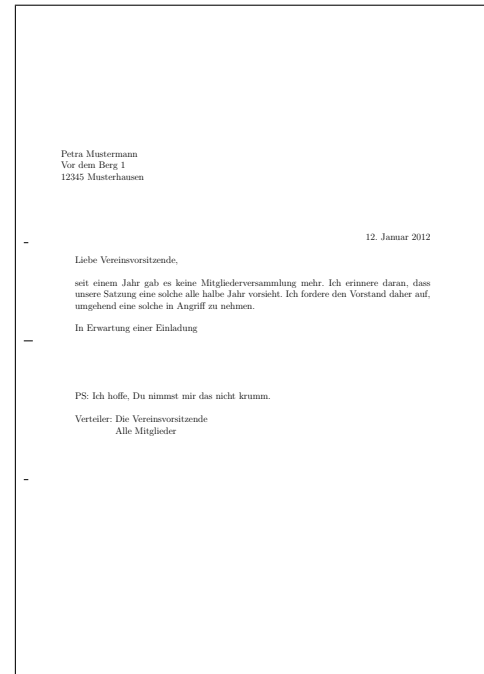 Petra Mustermann
Vor dem Berg 1
12345 Musterhausen
12. Januar 2012
Liebe Vereinsvorsitzende,
seit einem Jahr gab es keine Mitgliederversammlung mehr. Ich erinnere daran, dass
unsere Satzung eine solche alle halbe Jahr vorsieht. Ich fordere den Vorstand daher auf,
umgehend eine solche in Angriff zu nehmen.
In Erwartung einer Einladung
PS: Ich hoffe, Du nimmst mir das nicht krumm.
Verteiler: Die Vereinsvorsitzende
Alle Mitglieder